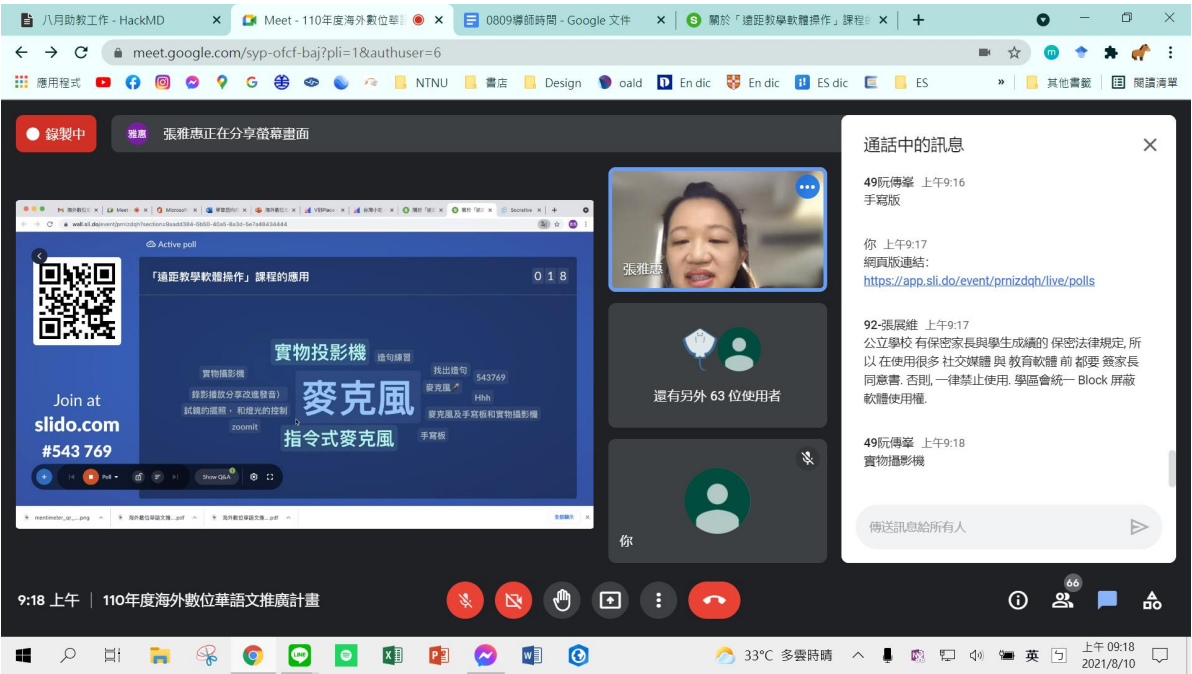 八月助教工作 - HackMD
Meet - 110年度海外數位華
0809導師時間 - Google 文件
關於「遠距教學軟體操作」課程
meet.google.com/syp-ofcf-baj?pli=1&authuser=6
應用程式
NTNU
書店
Design
oald
En dic
En dic
ES dic
ES
»
其他書籤
閱讀清單
錄製中
雅惠
張雅惠正在分享螢幕畫面
Active poll
「遠距教學軟體操作」課程的應用
018
實物投影機
造句練習
實物攝影機
找出造句
543769
錄影播放分享改進發音）
麥克風
麥克風↗
Hhh
試鏡的擺照， 和燈光的控制
麥克風及手寫板和實物攝影機
zoomit
指令式麥克風
手寫板
Join at
slido.com
#543 769
Poll
Show Q&A
全部顯示
張雅惠
還有另外 63 位使用者
你
通話中的訊息
49阮傳峯 上午9:16
手寫版
你 上午9:17
網頁版連結:
https://app.sli.do/event/prnizdqh/live/polls
92-張展維 上午9:17
公立學校 有保密家長與學生成績的 保密法律規定, 所
以 在使用很多 社交媒體 與 教育軟體 前 都要 簽家長
同意書. 否則, 一律禁止使用. 學區會統一 Block 屏蔽
軟體使用權.
49阮傳峯 上午9:18
實物攝影機
傳送訊息給所有人
9:18 上午 | 110年度海外數位華語文推廣計畫
66
33°C 多雲時晴
英
上午 09:18
2021/8/10